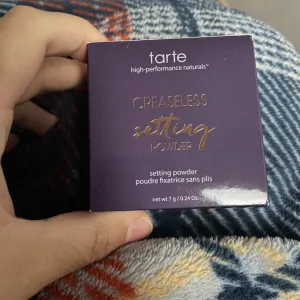 tarte
high-performance naturals™
CREASELESS
setting
POWDER
setting powder
poudre fixatrice sans plis
net wt 7 g / 0.24 oz.